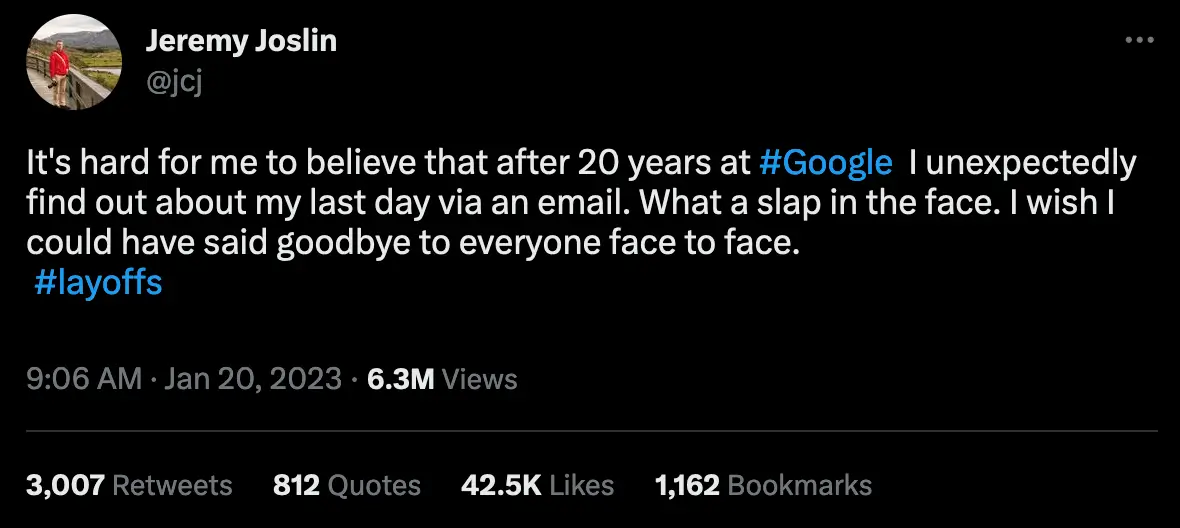 Jeremy Joslin
@jcj
It's hard for me to believe that after 20 years at #Google I unexpectedly
find out about my last day via an email. What a slap in the face. I wish I
could have said goodbye to everyone face to face.
#layoffs
9:06 AM · Jan 20, 2023 · 6.3M Views
3,007 Retweets 812 Quotes 42.5K Likes 1,162 Bookmarks